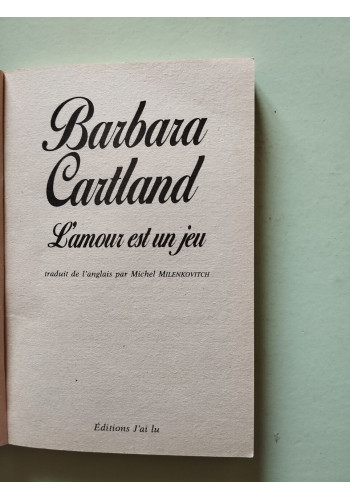 Barbara
Cartland
L'amour est un jeu
traduit de l'anglais par Michel MILENKOVITCH
Éditions J'ai lu